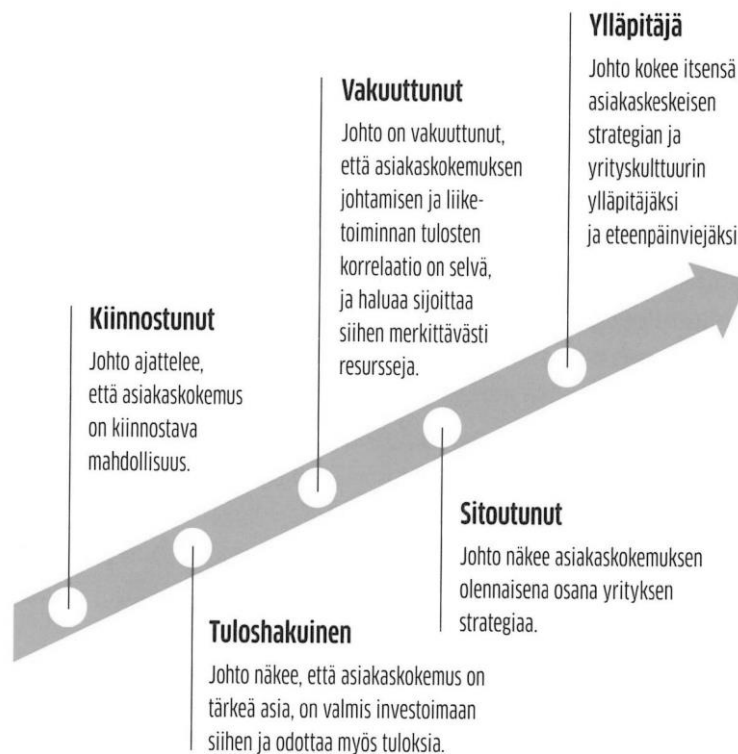 Kiinnostunut
Johto ajattelee,
että asiakaskokemus
on kiinnostava
mahdollisuus.
Tuloshakuinen
Johto näkee, että asiakaskokemus on
tärkeä asia, on valmis investoimaan
siihen ja odottaa myös tuloksia.
Vakuuttunut
Johto on vakuuttunut,
että asiakaskokemuksen
johtamisen ja liike-
toiminnan tulosten
korrelaatio on selvä,
ja haluaa sijoittaa
siihen merkittävästi
resursseja.
Sitoutunut
Johto näkee asiakaskokemuksen
olennaisena osana yrityksen
strategiaa.
Ylläpitäjä
Johto kokee itsensä
asiakaskeskeisen
strategian ja
yrityskulttuurin
ylläpitäjäksi
ja eteenpäinviejäksi